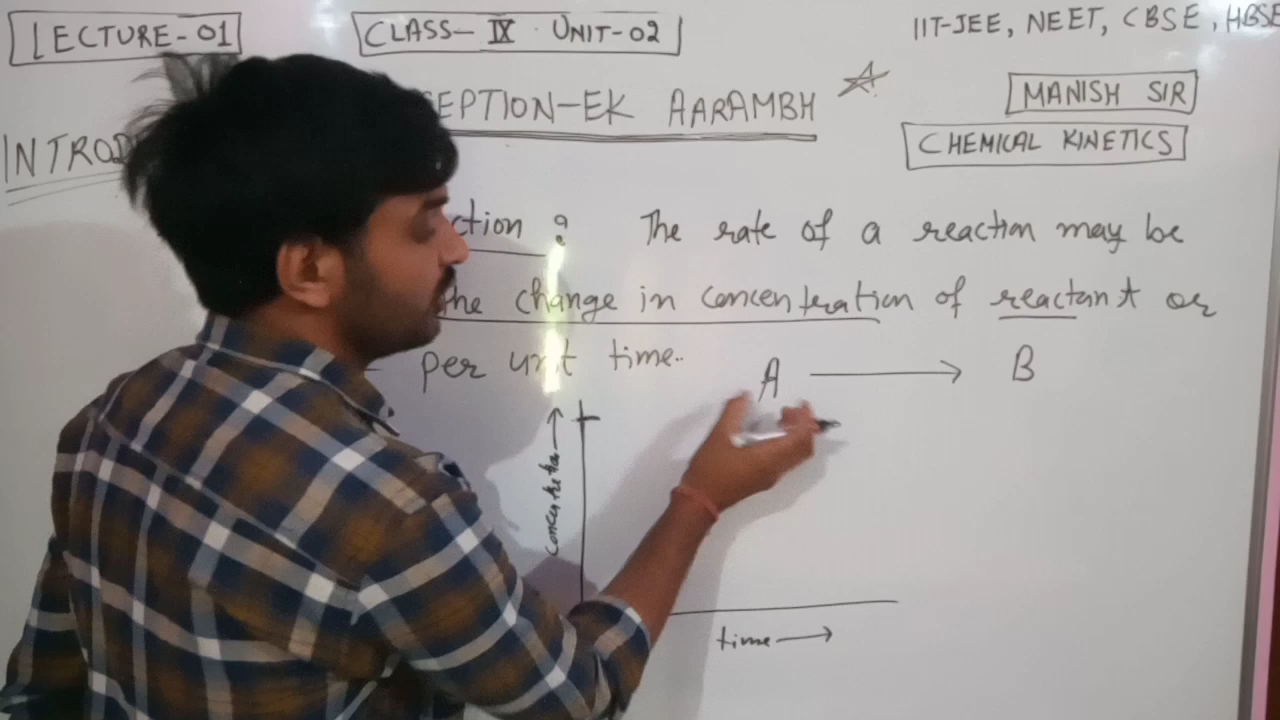 LECTURE-01
CLASS-IX UNIT-02
IIT-JEE, NEET, CBSE, HBSE
EPTION-EK AARAMBH
MANISH SIR
INTROD
CHEMICAL KINETICS
ction : The rate of a reaction may be
the change in concentration of reactant or
per unit time..
A → B
Concentration →
time →